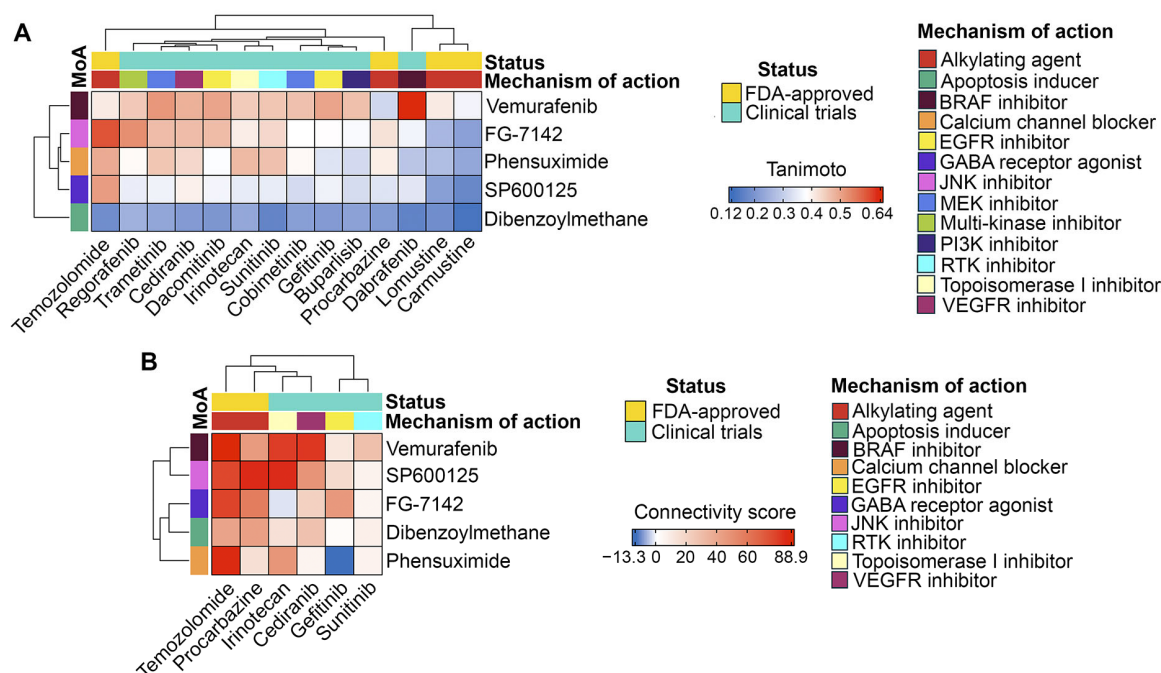 A
MoA
Status
Mechanism of action
Vemurafenib
FG-7142
Phensuximide
SP600125
Dibenzoylmethane
Temozolomide
Regorafenib
Trametinib
Cediranib
Dacomitinib
Irinotecan
Sunitinib
Cobimetinib
Gefitinib
Buparlisib
Procarbazine
Dabrafenib
Lomustine
Carmustine
Status
FDA-approved
Clinical trials
Tanimoto
0.12 0.2 0.3 0.4 0.5 0.64
Mechanism of action
Alkylating agent
Apoptosis inducer
BRAF inhibitor
Calcium channel blocker
EGFR inhibitor
GABA receptor agonist
JNK inhibitor
MEK inhibitor
Multi-kinase inhibitor
PI3K inhibitor
RTK inhibitor
Topoisomerase I inhibitor
VEGFR inhibitor
B
MoA
Status
Mechanism of action
Vemurafenib
SP600125
FG-7142
Dibenzoylmethane
Phensuximide
Temozolomide
Procarbazine
Irinotecan
Cediranib
Gefitinib
Sunitinib
Status
FDA-approved
Clinical trials
Connectivity score
−13.3 0 20 40 60 88.9
Mechanism of action
Alkylating agent
Apoptosis inducer
BRAF inhibitor
Calcium channel blocker
EGFR inhibitor
GABA receptor agonist
JNK inhibitor
RTK inhibitor
Topoisomerase I inhibitor
VEGFR inhibitor